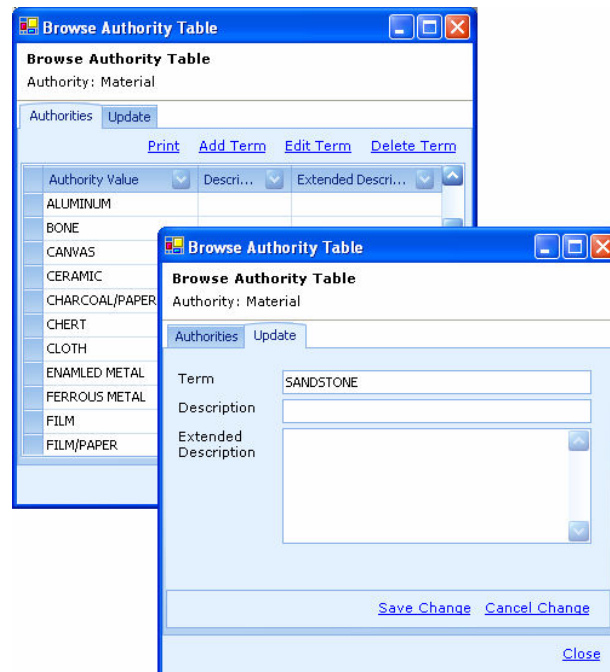 Browse Authority Table
Browse Authority Table
Authority: Material
Authorities Update
Print Add Term Edit Term Delete Term
Authority Value Descri... Extended Descri...
ALUMINUM
BONE
CANVAS
CERAMIC
CHARCOAL/PAPER
CHERT
CLOTH
ENAMLED METAL
FERROUS METAL
FILM
FILM/PAPER
Browse Authority Table
Browse Authority Table
Authority: Material
Authorities Update
Term SANDSTONE
Description
Extended
Description
Save Change Cancel Change
Close